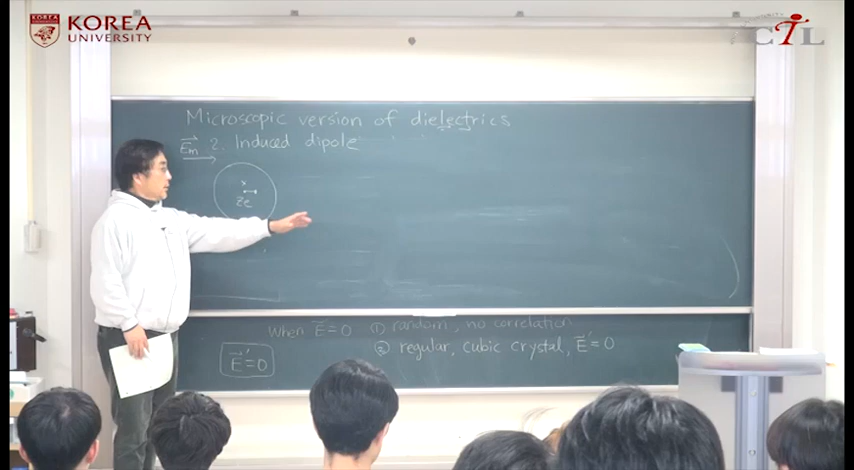 KOREA
UNIVERSITY
CTL
Microscopic version of dielectrics
E⃗m 2. Induced dipole
x
Ze
When E⃗=0 ① random, no correlation
E⃗'=0 ② regular, cubic crystal, E⃗'=0